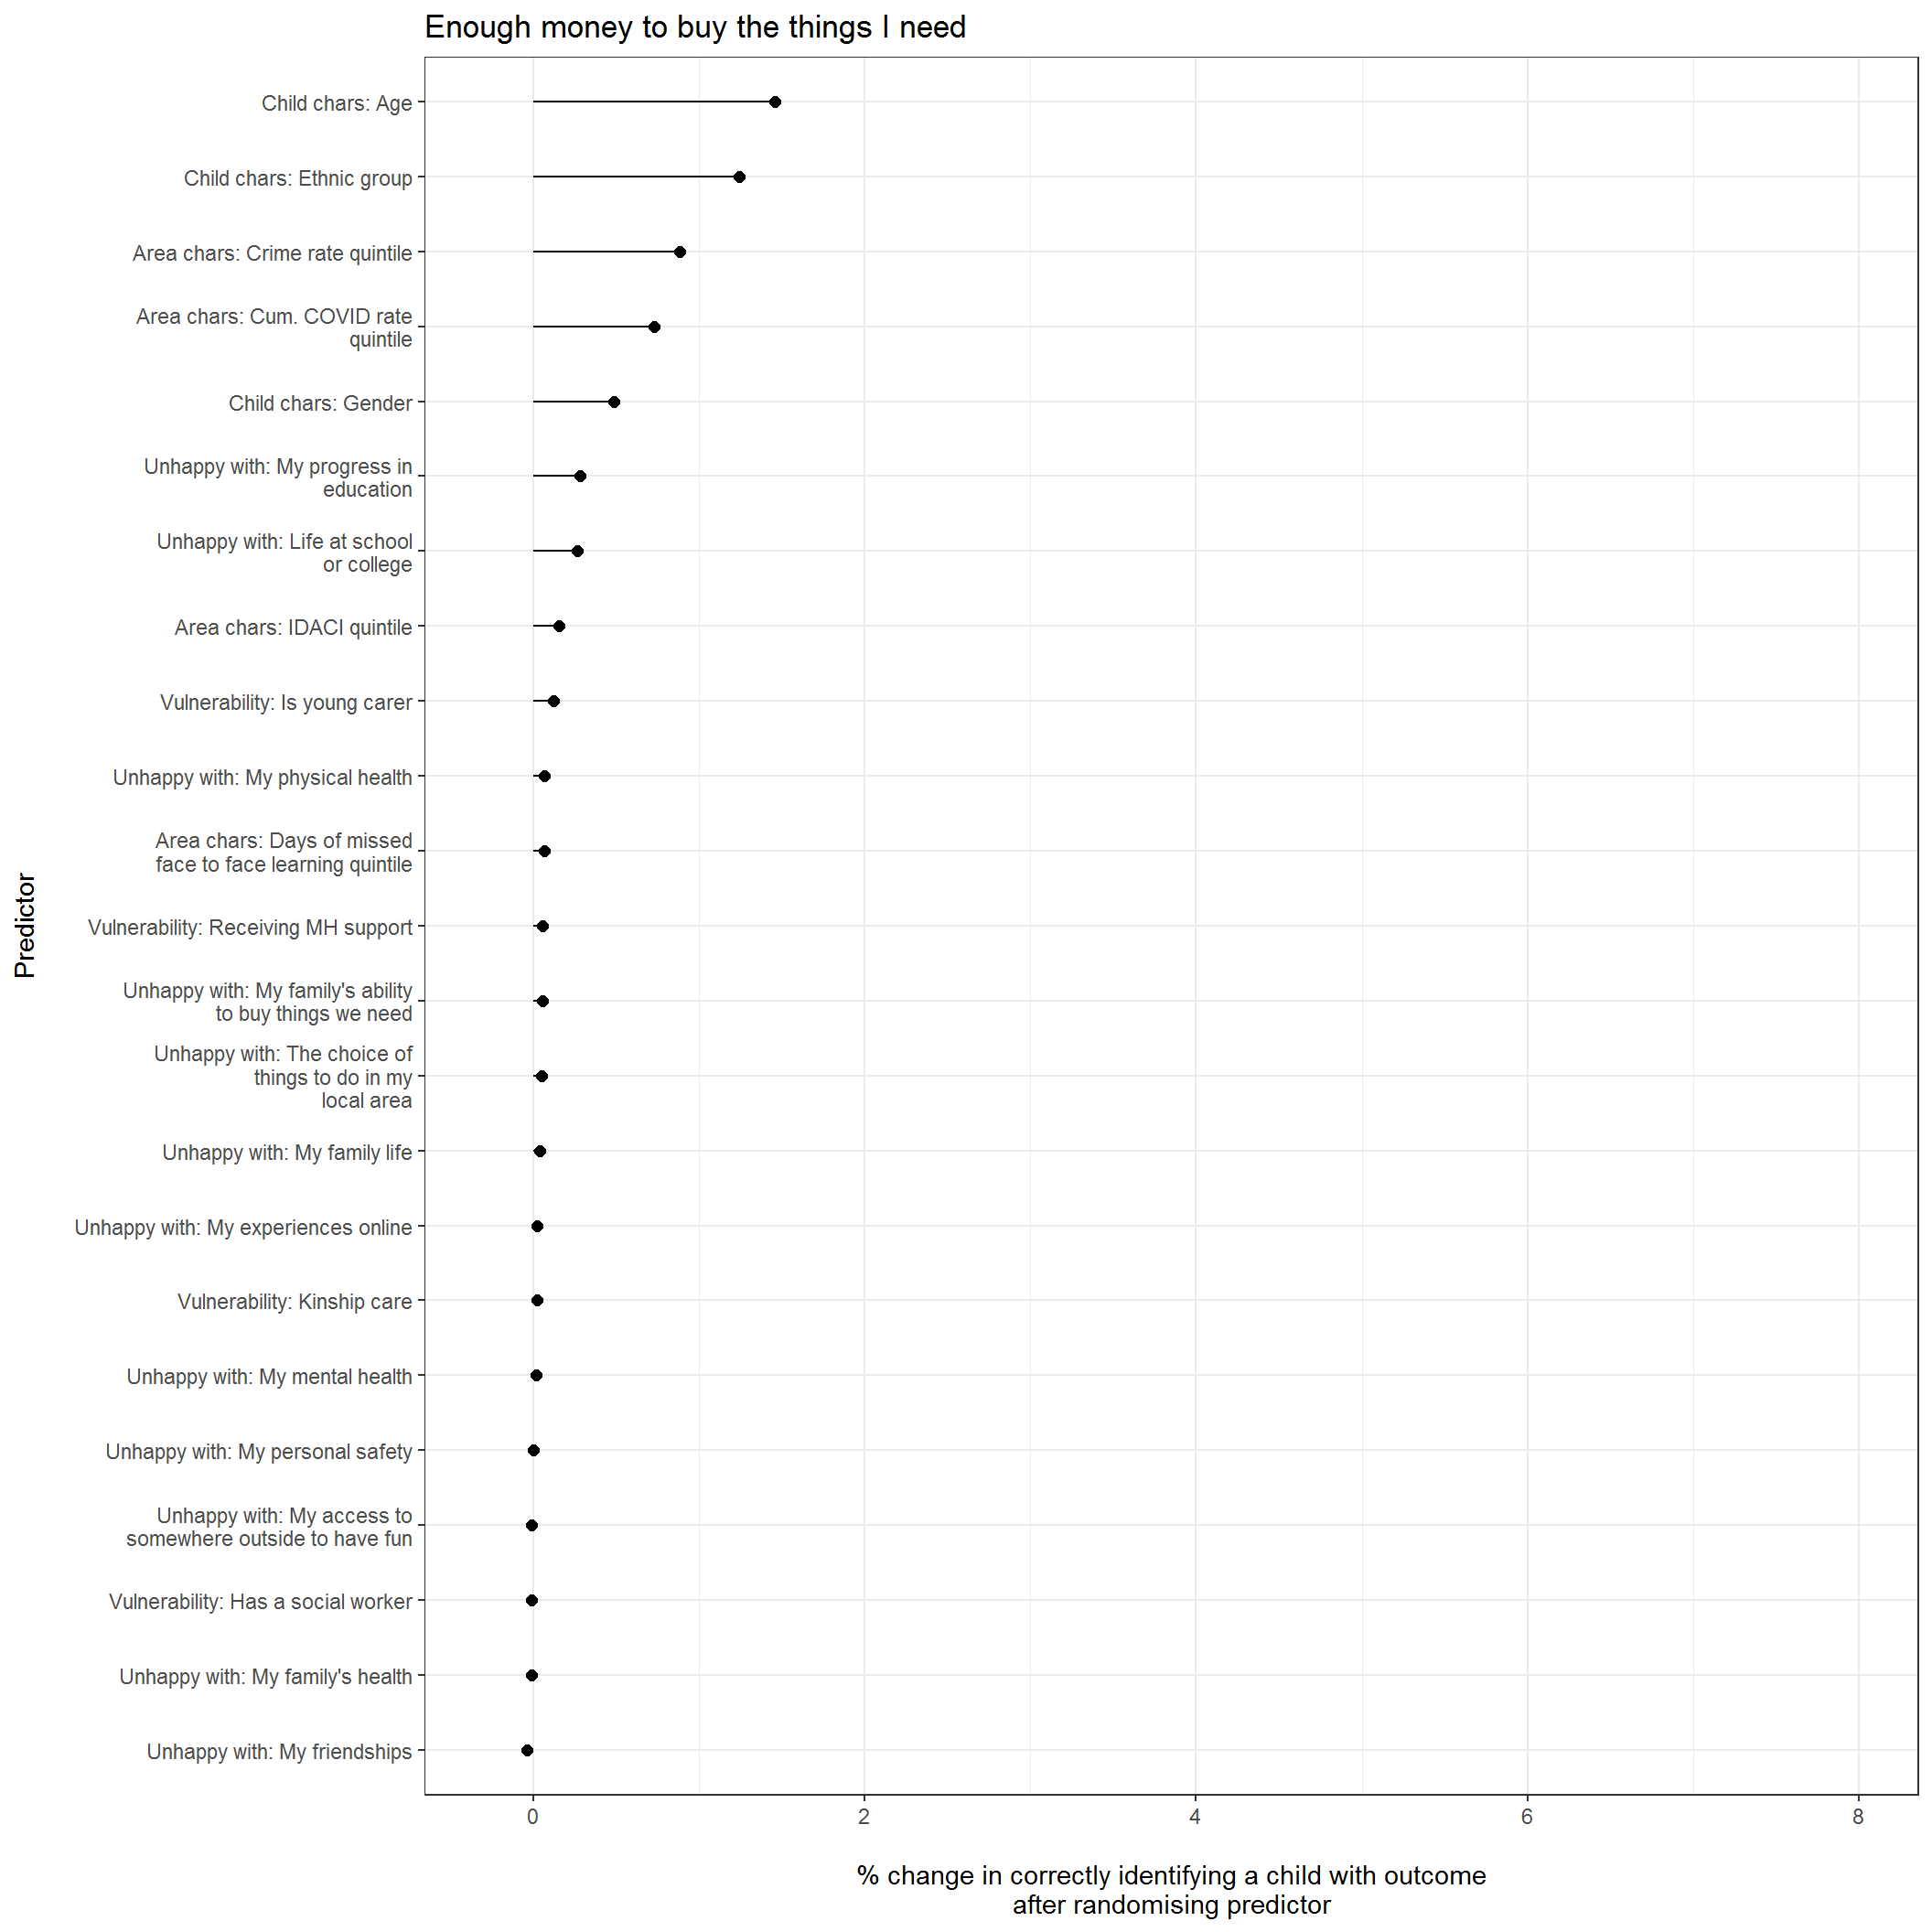 Enough money to buy the things I need
Child chars: Age
Child chars: Ethnic group
Area chars: Crime rate quintile
Area chars: Cum. COVID rate
quintile
Child chars: Gender
Unhappy with: My progress in
education
Unhappy with: Life at school
or college
Area chars: IDACI quintile
Vulnerability: Is young carer
Unhappy with: My physical health
Area chars: Days of missed
face to face learning quintile
Vulnerability: Receiving MH support
Unhappy with: My family's ability
to buy things we need
Unhappy with: The choice of
things to do in my
local area
Unhappy with: My family life
Unhappy with: My experiences online
Vulnerability: Kinship care
Unhappy with: My mental health
Unhappy with: My personal safety
Unhappy with: My access to
somewhere outside to have fun
Vulnerability: Has a social worker
Unhappy with: My family's health
Unhappy with: My friendships
Predictor
0 2 4 6 8
% change in correctly identifying a child with outcome
after randomising predictor